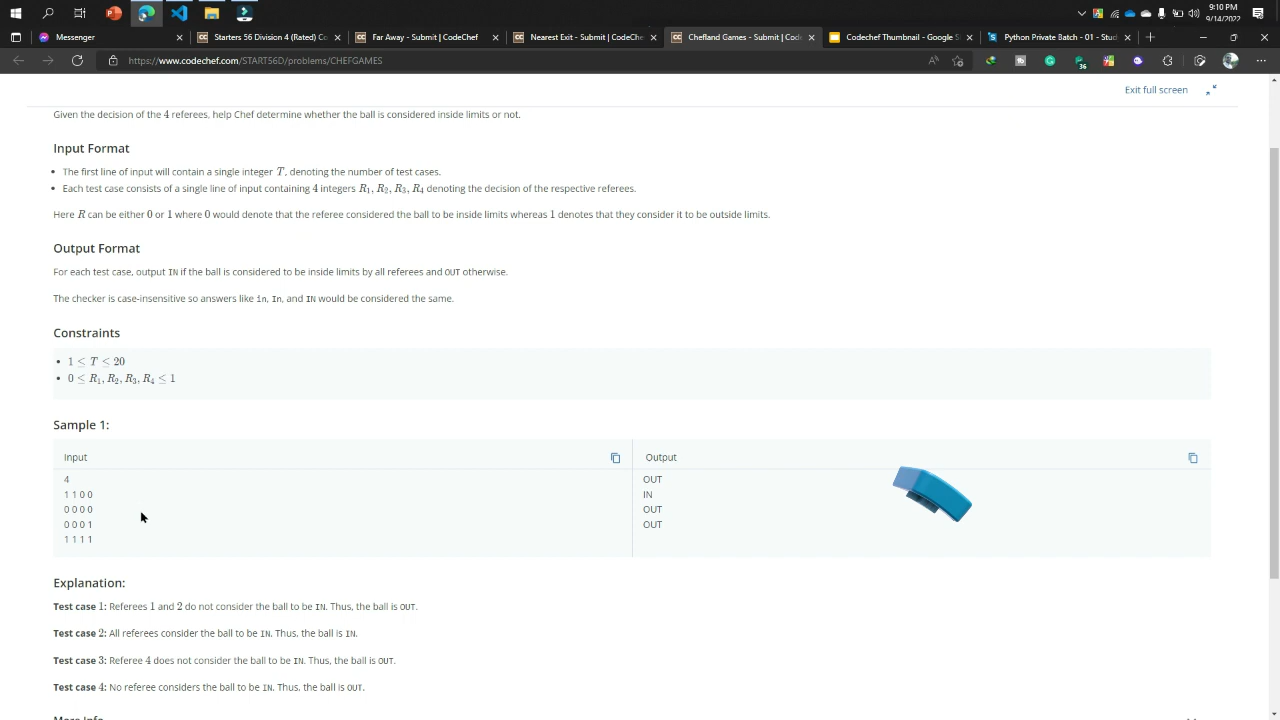 9:10 PM
9/14/2022
Messenger
Starters 56 Division 4 (Rated) Co
Far Away - Submit | CodeChef
Nearest Exit - Submit | CodeChe
Chefland Games - Submit | Cod
Codechef Thumbnail - Google S
Python Private Batch - 01 - Stud
https://www.codechef.com/START56D/problems/CHEFGAMES
Exit full screen
Given the decision of the 4 referees, help Chef determine whether the ball is considered inside limits or not.
Input Format
• The first line of input will contain a single integer T, denoting the number of test cases.
• Each test case consists of a single line of input containing 4 integers R₁, R₂, R₃, R₄ denoting the decision of the respective referees.
Here R can be either 0 or 1 where 0 would denote that the referee considered the ball to be inside limits whereas 1 denotes that they consider it to be outside limits.
Output Format
For each test case, output IN if the ball is considered to be inside limits by all referees and OUT otherwise.
The checker is case-insensitive so answers like in, In, and IN would be considered the same.
Constraints
• 1 ≤ T ≤ 20
• 0 ≤ R₁, R₂, R₃, R₄ ≤ 1
Sample 1:
Input
Output
4
1 1 0 0
0 0 0 0
0 0 0 1
1 1 1 1
OUT
IN
OUT
OUT
Explanation:
Test case 1: Referees 1 and 2 do not consider the ball to be IN. Thus, the ball is OUT.
Test case 2: All referees consider the ball to be IN. Thus, the ball is IN.
Test case 3: Referee 4 does not consider the ball to be IN. Thus, the ball is OUT.
Test case 4: No referee considers the ball to be IN. Thus, the ball is OUT.
More Info